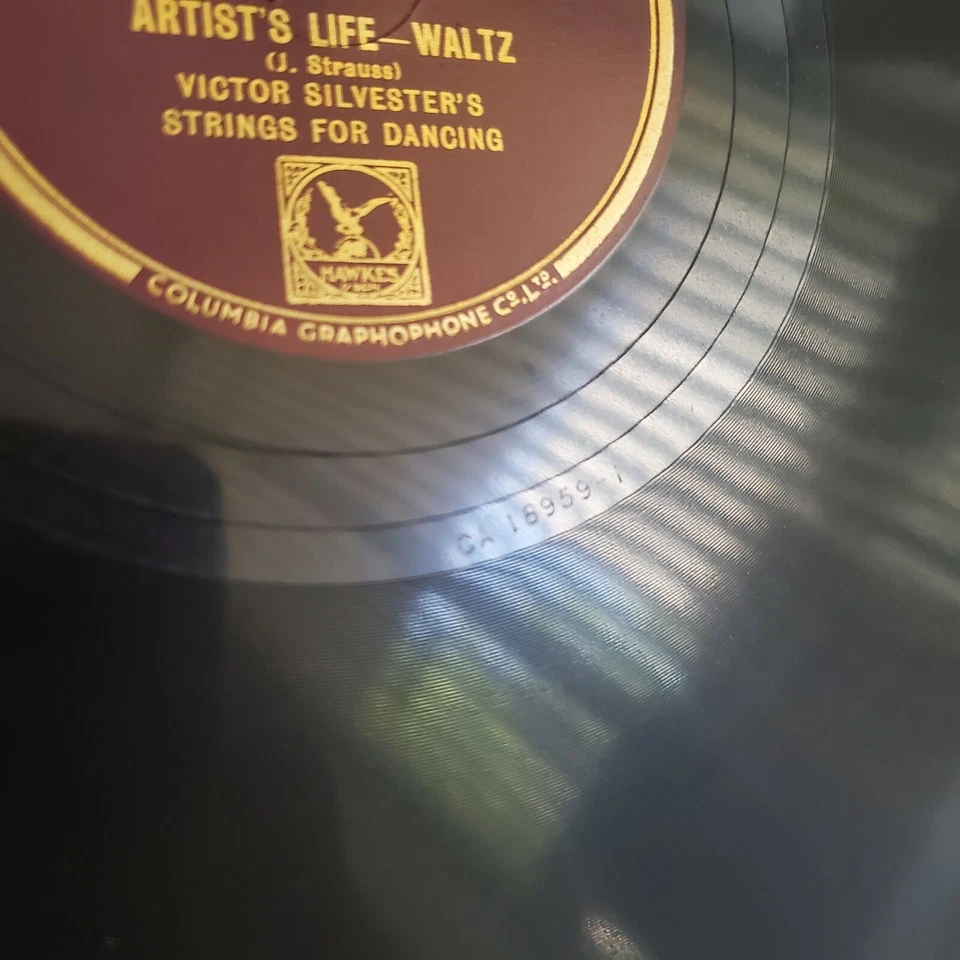 ARTIST'S LIFE—WALTZ
(J. Strauss)
VICTOR SILVESTER'S
STRINGS FOR DANCING
HAWKES
COLUMBIA GRAPHOPHONE Co., LTD.
CA 18959-1